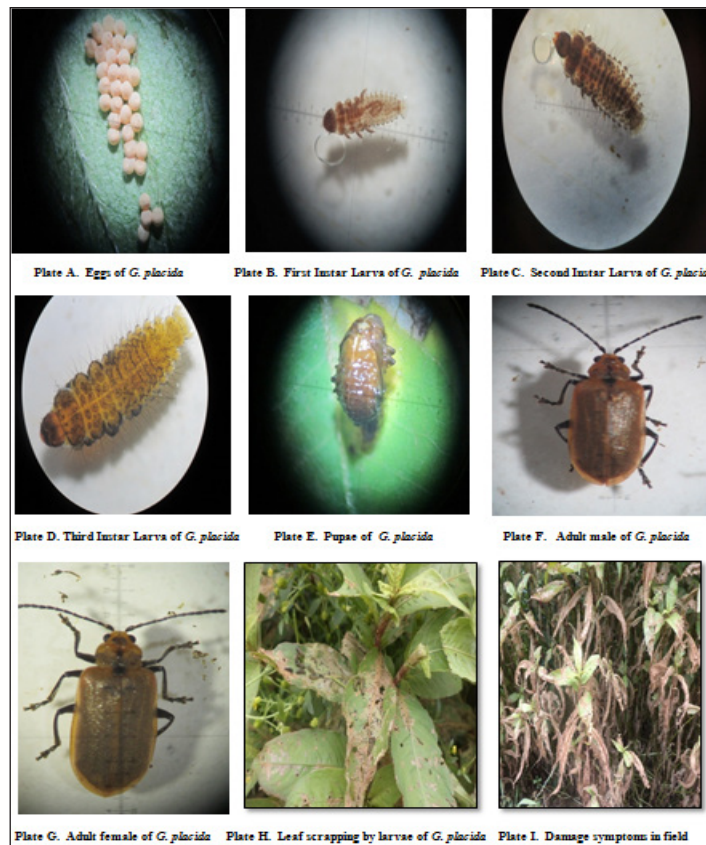 Plate A. Eggs of G. placida
Plate B. First Instar Larva of G. placida
Plate C. Second Instar Larva of G. placida
Plate D. Third Instar Larva of G. placida
Plate E. Pupae of G. placida
Plate F. Adult male of G. placida
Plate G. Adult female of G. placida
Plate H. Leaf scrapping by larvae of G. placida
Plate I. Damage symptoms in field